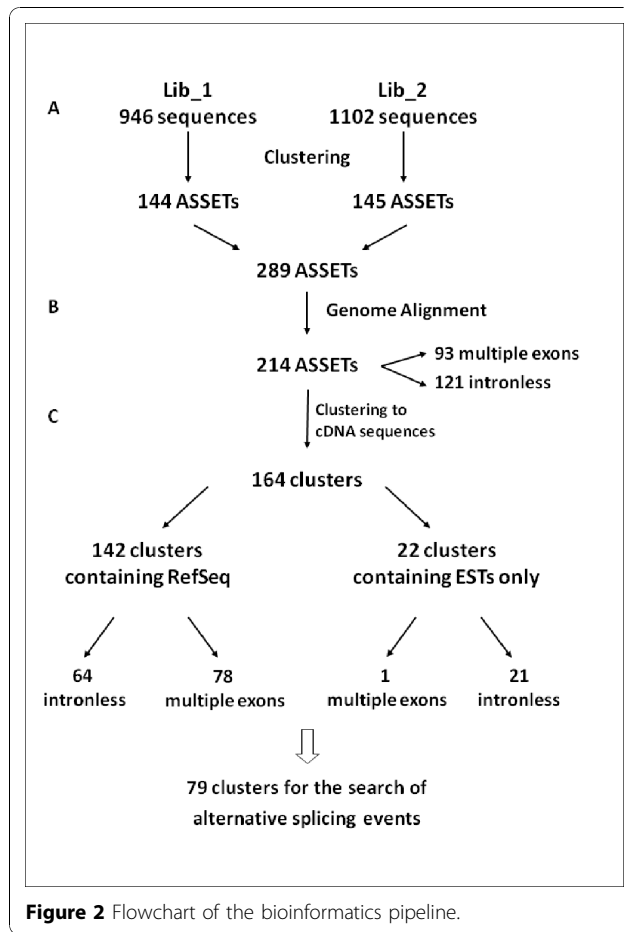 A
Lib_1
946 sequences
Lib_2
1102 sequences
Clustering
144 ASSETs
145 ASSETs
289 ASSETs
B
Genome Alignment
214 ASSETs
93 multiple exons
121 intronless
C
Clustering to
cDNA sequences
164 clusters
142 clusters
containing RefSeq
22 clusters
containing ESTs only
64
intronless
78
multiple exons
1
multiple exons
21
intronless
79 clusters for the search of
alternative splicing events
Figure 2 Flowchart of the bioinformatics pipeline.